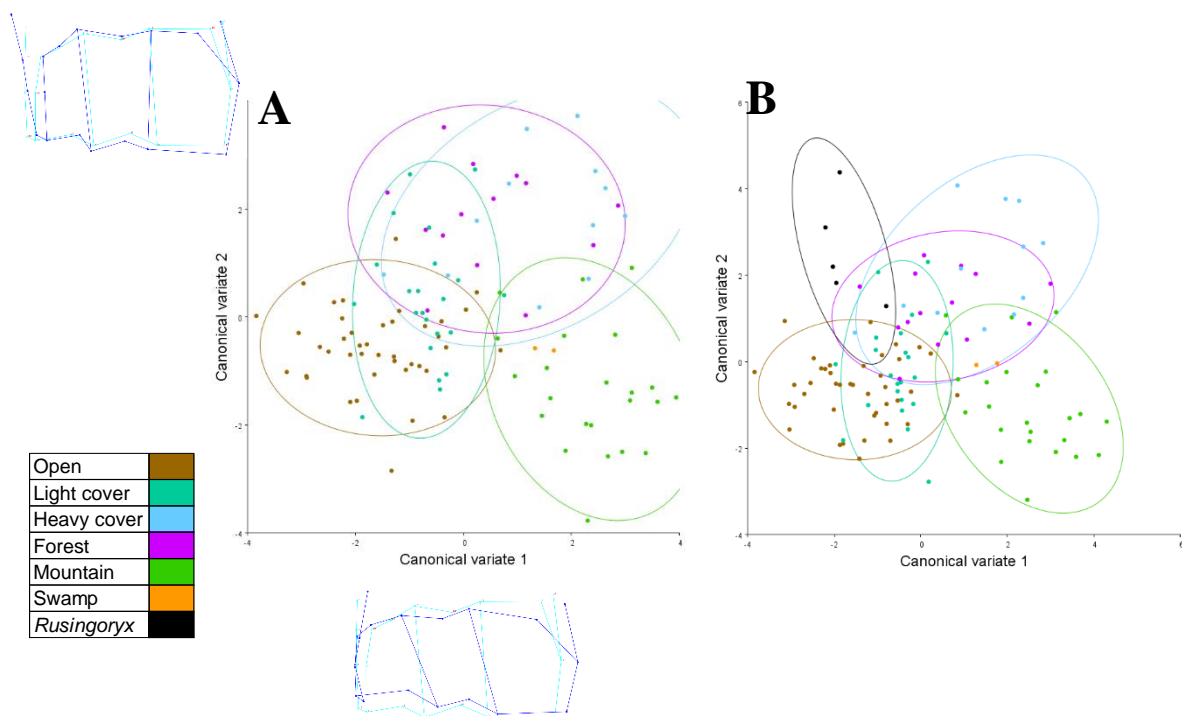 A
B
6
4
2
0
-2
-4
Canonical variate 2
-4
-2
0
2
4
Canonical variate 1
2
0
-2
-4
Canonical variate 2
-4
-2
0
2
4
6
Canonical variate 1
Open
Light cover
Heavy cover
Forest
Mountain
Swamp
Rusingoryx